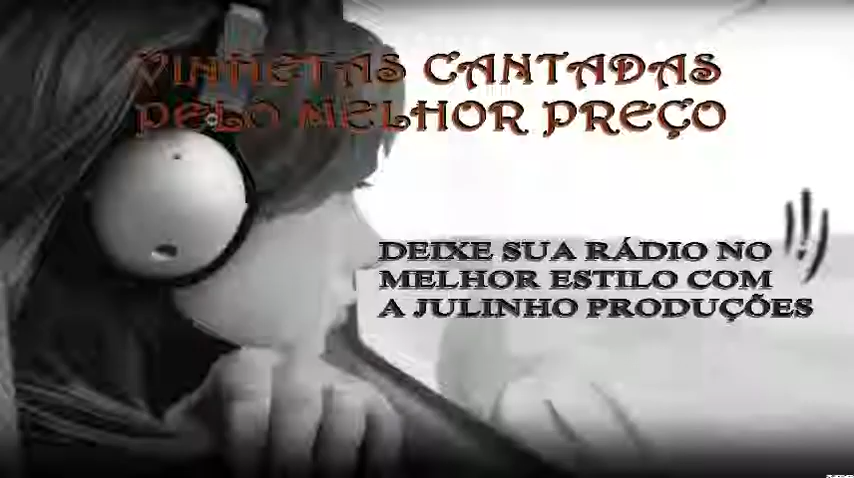 VINHETAS CANTADAS
PELO MELHOR PREÇO
DEIXE SUA RÁDIO NO
MELHOR ESTILO COM
A JULINHO PRODUÇÕES